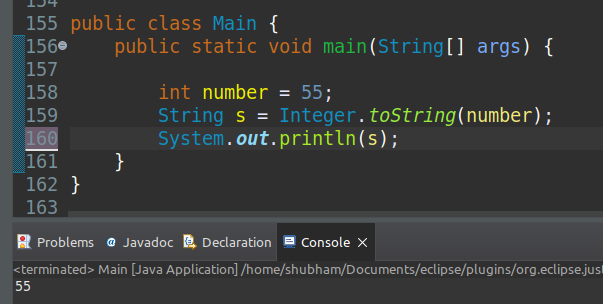 154
155 public class Main {
156 public static void main(String[] args) {
157
158 int number = 55;
159 String s = Integer.toString(number);
160 System.out.println(s);
161 }
162 }
163
Problems @ Javadoc Declaration Console
<terminated> Main [Java Application] /home/shubham/Documents/eclipse/plugins/org.eclipse.jus
55